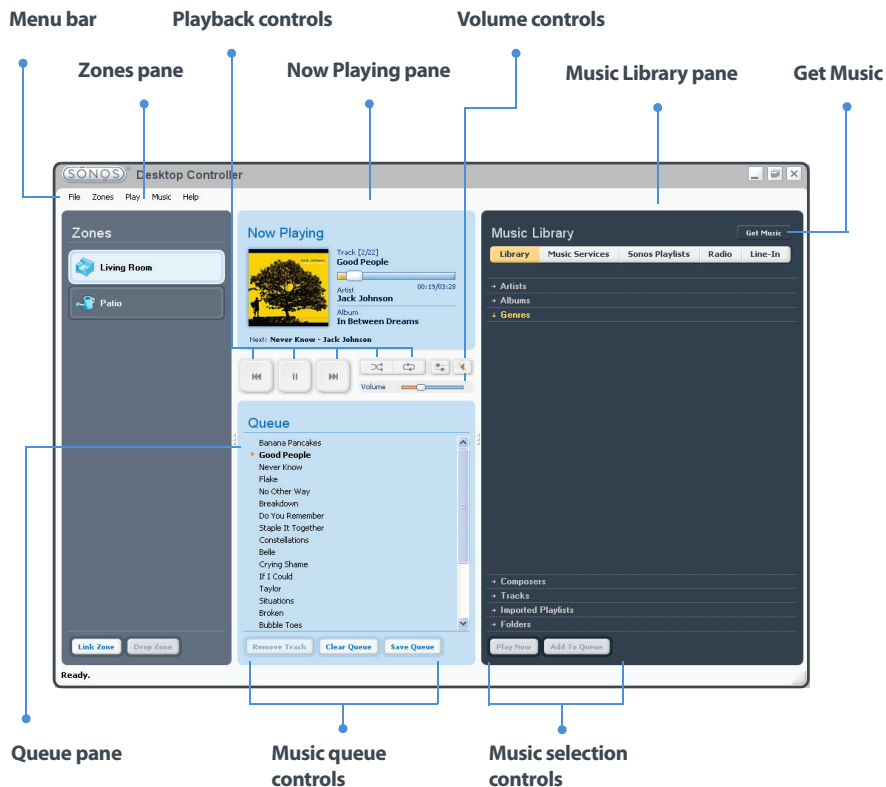 Menu bar
Playback controls
Volume controls
Zones pane
Now Playing pane
Music Library pane
Get Music
SONOS Desktop Controller
File Zones Play Music Help
Zones
Living Room
Patio
Link Zone Drop Zone
Now Playing
Jack Johnson
Track [2/22]
Good People
00:19/03:28
Artist
Jack Johnson
Album
In Between Dreams
Next: Never Know - Jack Johnson
Volume
Queue
Banana Pancakes
Good People
Never Know
Flake
No Other Way
Breakdown
Do You Remember
Staple It Together
Constellations
Belle
Crying Shame
If I Could
Taylor
Situations
Broken
Bubble Toes
Remove Track Clear Queue Save Queue
Music Library
Get Music
Library Music Services Sonos Playlists Radio Line-In
Artists
Albums
Genres
Composers
Tracks
Imported Playlists
Folders
Play Now Add To Queue
Ready.
Queue pane
Music queue
controls
Music selection
controls